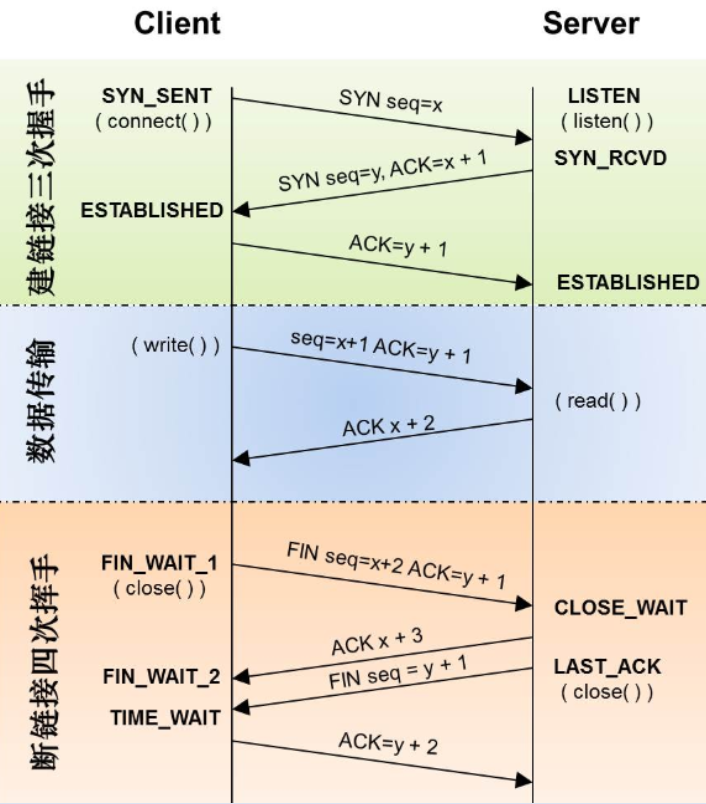 Client
Server
建链接三次握手
SYN_SENT
( connect( ) )
SYN seq=x
LISTEN
( listen( ) )
SYN_RCVD
SYN seq=y, ACK=x + 1
ESTABLISHED
ACK=y + 1
ESTABLISHED
数据传输
( write( ) )
seq=x+1 ACK=y + 1
( read( ) )
ACK x + 2
断链接四次挥手
FIN_WAIT_1
( close( ) )
FIN seq=x+2 ACK=y + 1
CLOSE_WAIT
ACK x + 3
FIN_WAIT_2
FIN seq = y + 1
LAST_ACK
( close( ) )
TIME_WAIT
ACK=y + 2